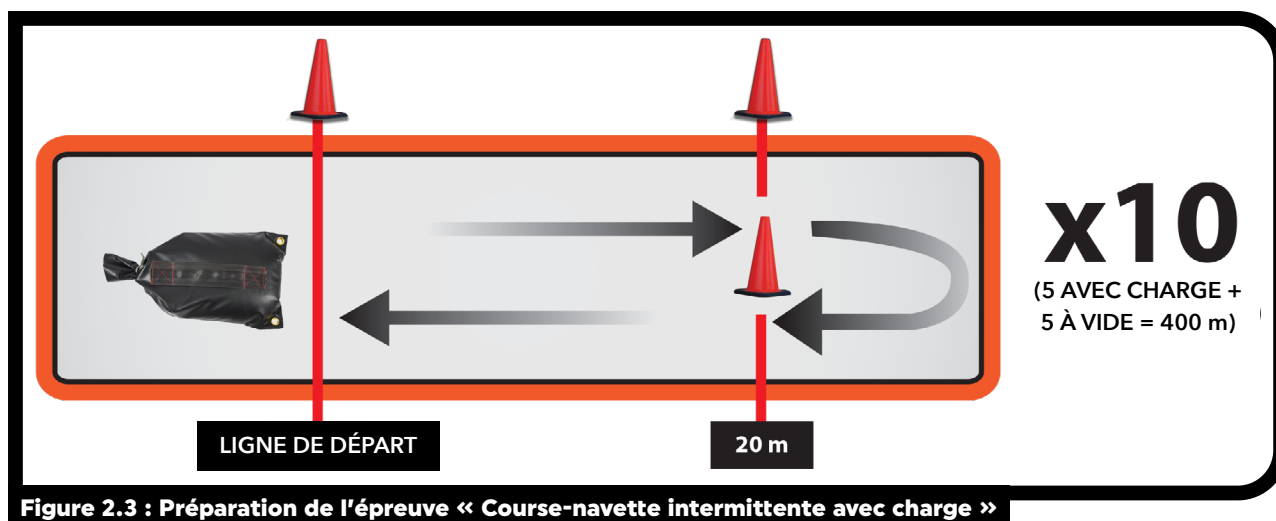 x10
(5 AVEC CHARGE +
5 À VIDE = 400 m)
LIGNE DE DÉPART
20 m
Figure 2.3 : Préparation de l'épreuve « Course-navette intermittente avec charge »